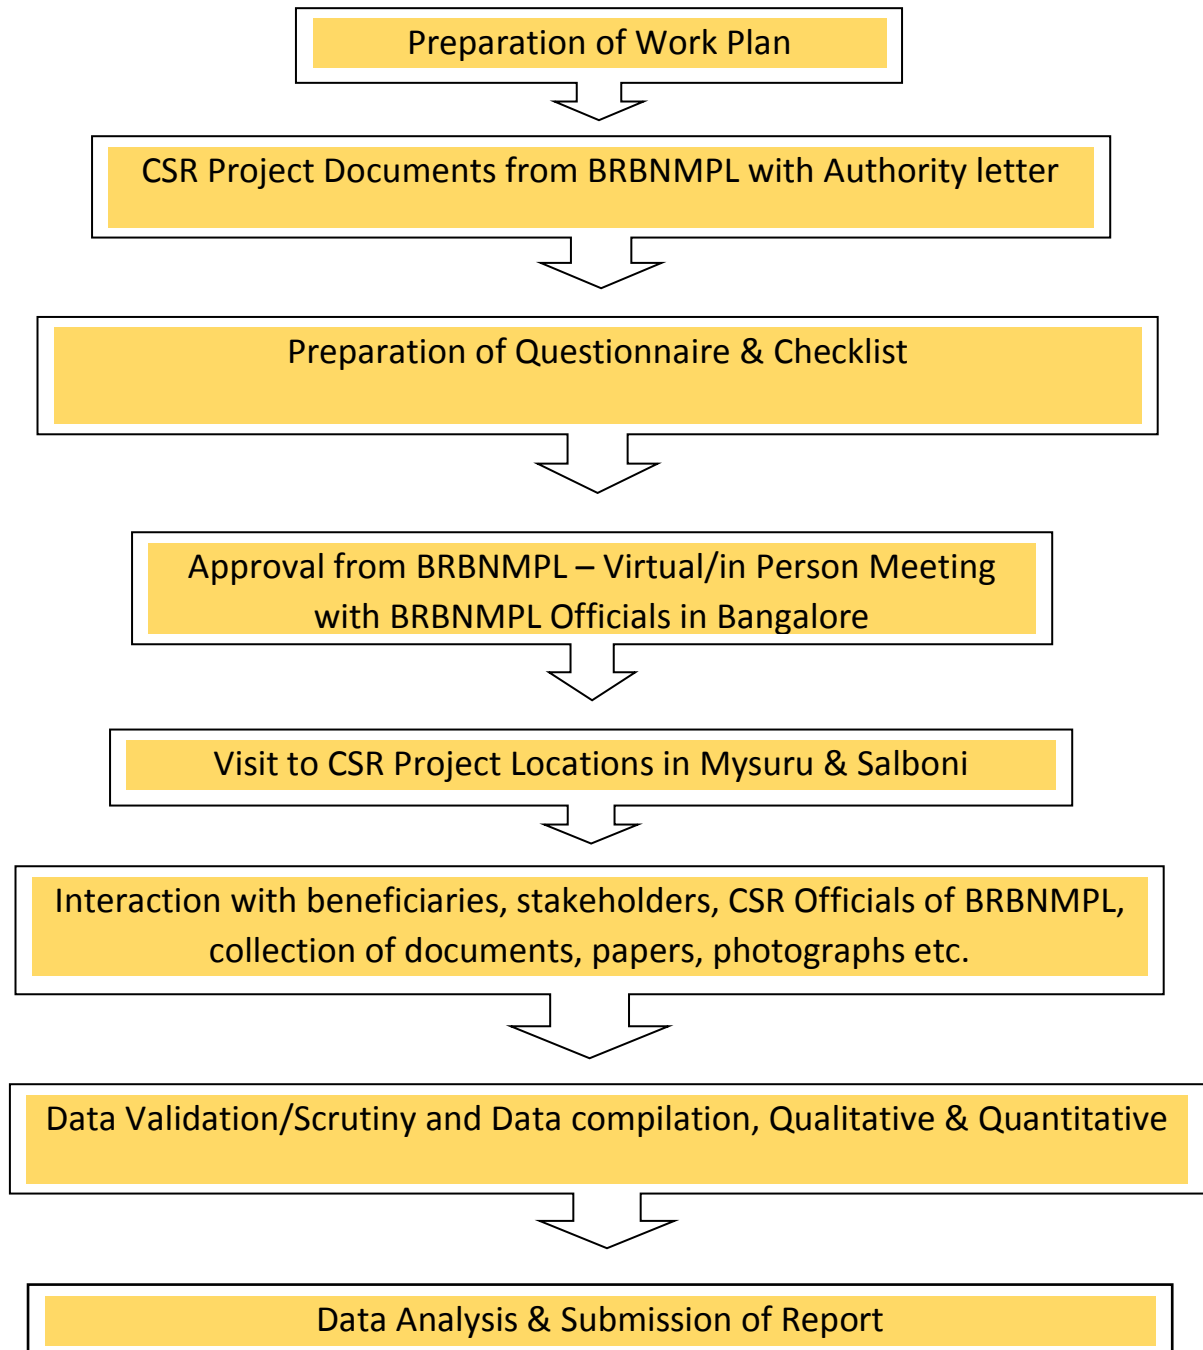 Preparation of Work Plan
CSR Project Documents from BRBNMPL with Authority letter
Preparation of Questionnaire & Checklist
Approval from BRBNMPL – Virtual/in Person Meeting
with BRBNMPL Officials in Bangalore
Visit to CSR Project Locations in Mysuru & Salboni
Interaction with beneficiaries, stakeholders, CSR Officials of BRBNMPL,
collection of documents, papers, photographs etc.
Data Validation/Scrutiny and Data compilation, Qualitative & Quantitative
Data Analysis & Submission of Report